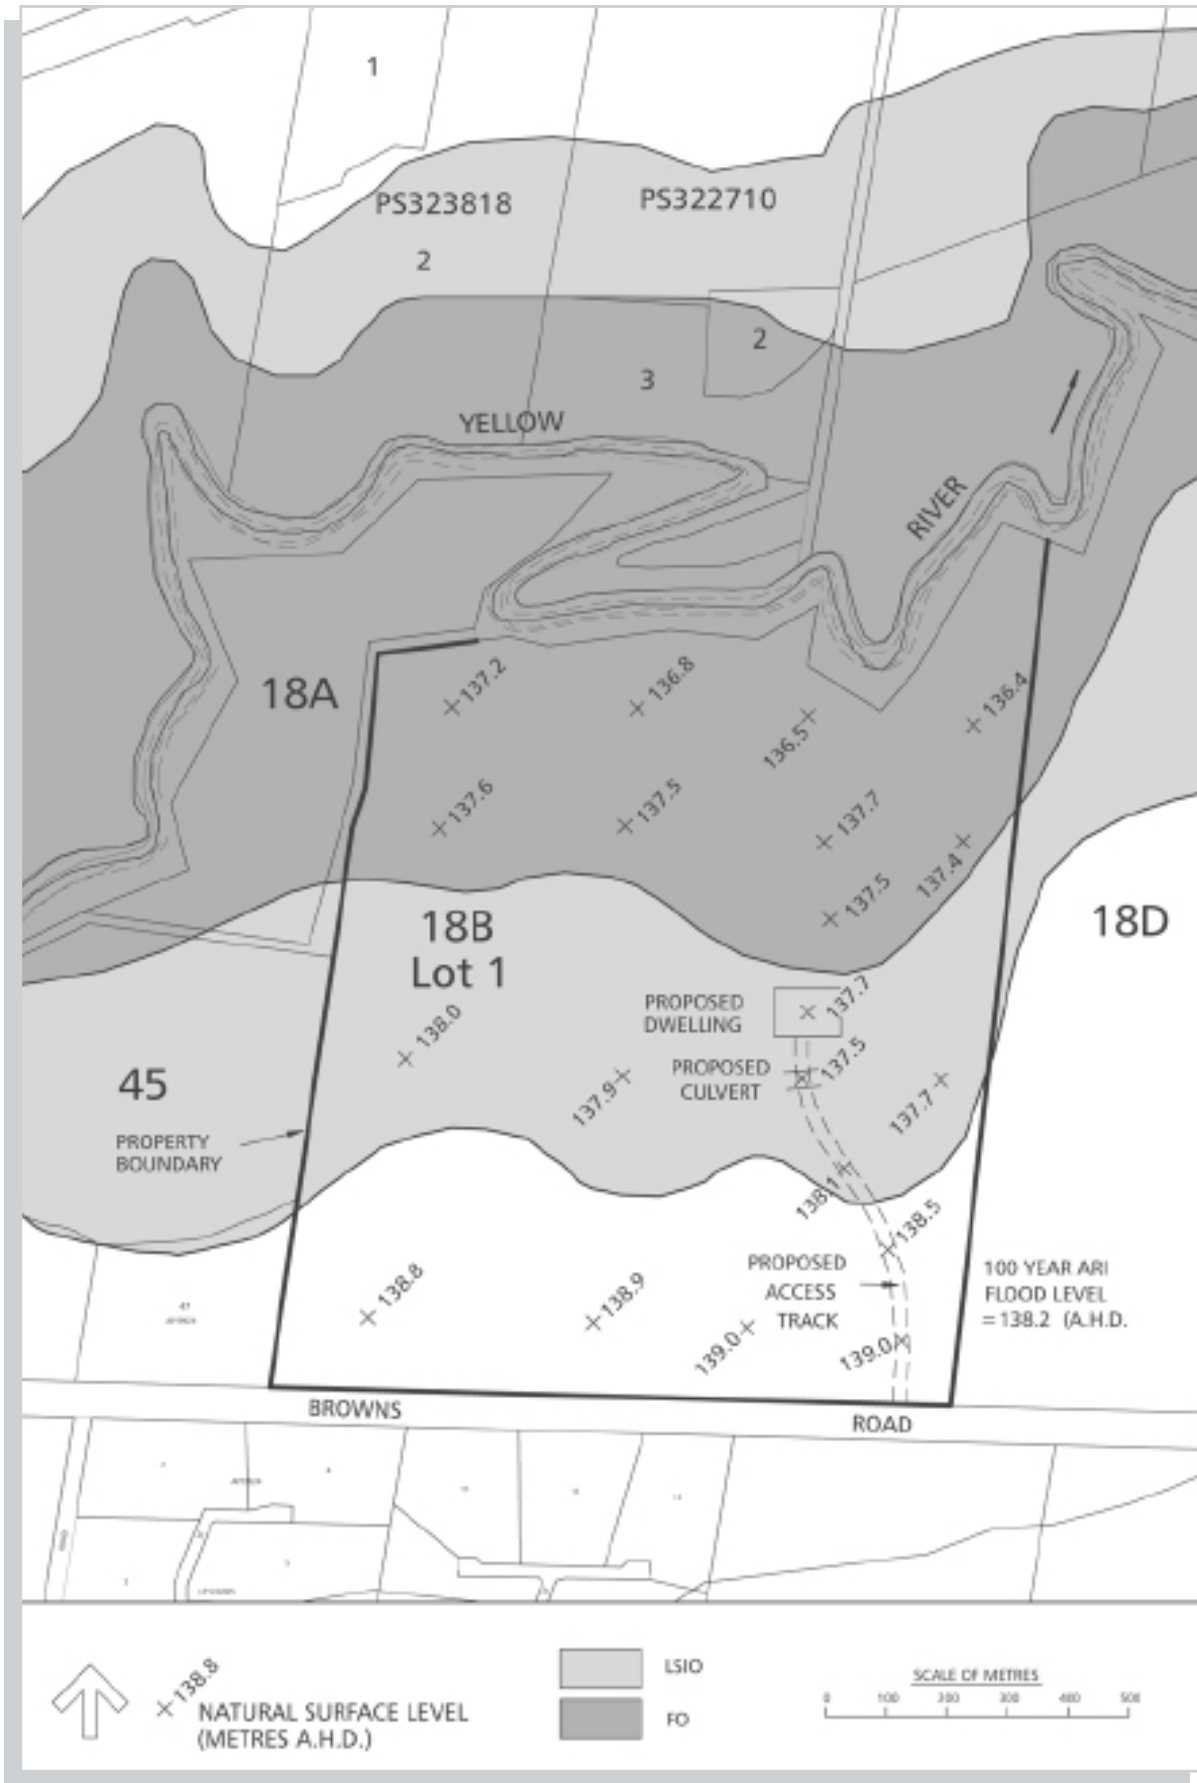 1
PS323818
PS322710
2
2
3
YELLOW
RIVER
18A
137.2
136.8
136.5
136.4
137.6
137.5
137.7
137.4
137.5
18B
Lot 1
18D
138.0
PROPOSED
DWELLING
137.7
PROPOSED
CULVERT
137.5
137.9
137.7
45
PROPERTY
BOUNDARY
138.1
138.5
PROPOSED
ACCESS
TRACK
100 YEAR ARI
FLOOD LEVEL
= 138.2 (A.H.D.
138.8
138.9
139.0
139.0
BROWNS
ROAD
138.8
NATURAL SURFACE LEVEL
(METRES A.H.D.)
LSIO
FO
SCALE OF METRES
0 100 200 300 400 500